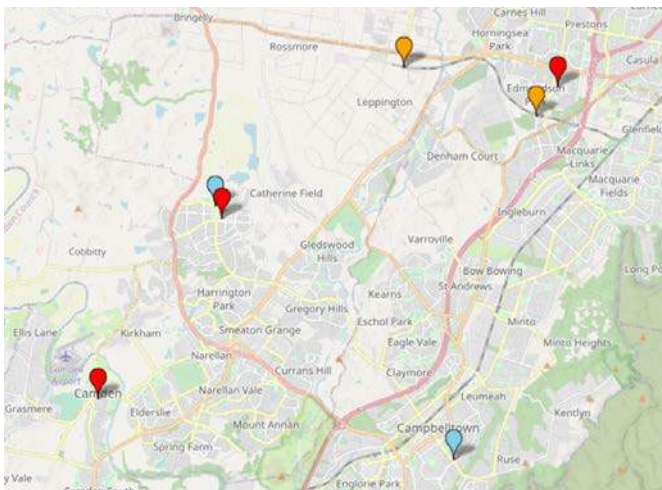 Carnes Hill
Bringelly
Prestons
Horningsea
Park
Rossmore
Casula
Leppington
Glenfield
Denham Court
Macquarie
Links
Macquarie
Fields
Catherine Field
Ingleburn
Cobbitty
Gledswood
Hills
Varroville
Bow Bowing
Long Po
Harrington
Park
Kearns
St Andrews
Gregory Hills
Eschol Park
Minto
Ellis Lane
Kirkham
Smeaton Grange
Eagle Vale
Minto Heights
Narellan
Camden
Airport
Currans Hill
Claymore
Camden
Narellan Vale
Leumeah
Grasmere
Elderslie
Kentlyn
Mount Annan
Campbelltown
Spring Farm
Ruse
y Vale
Englorie Park